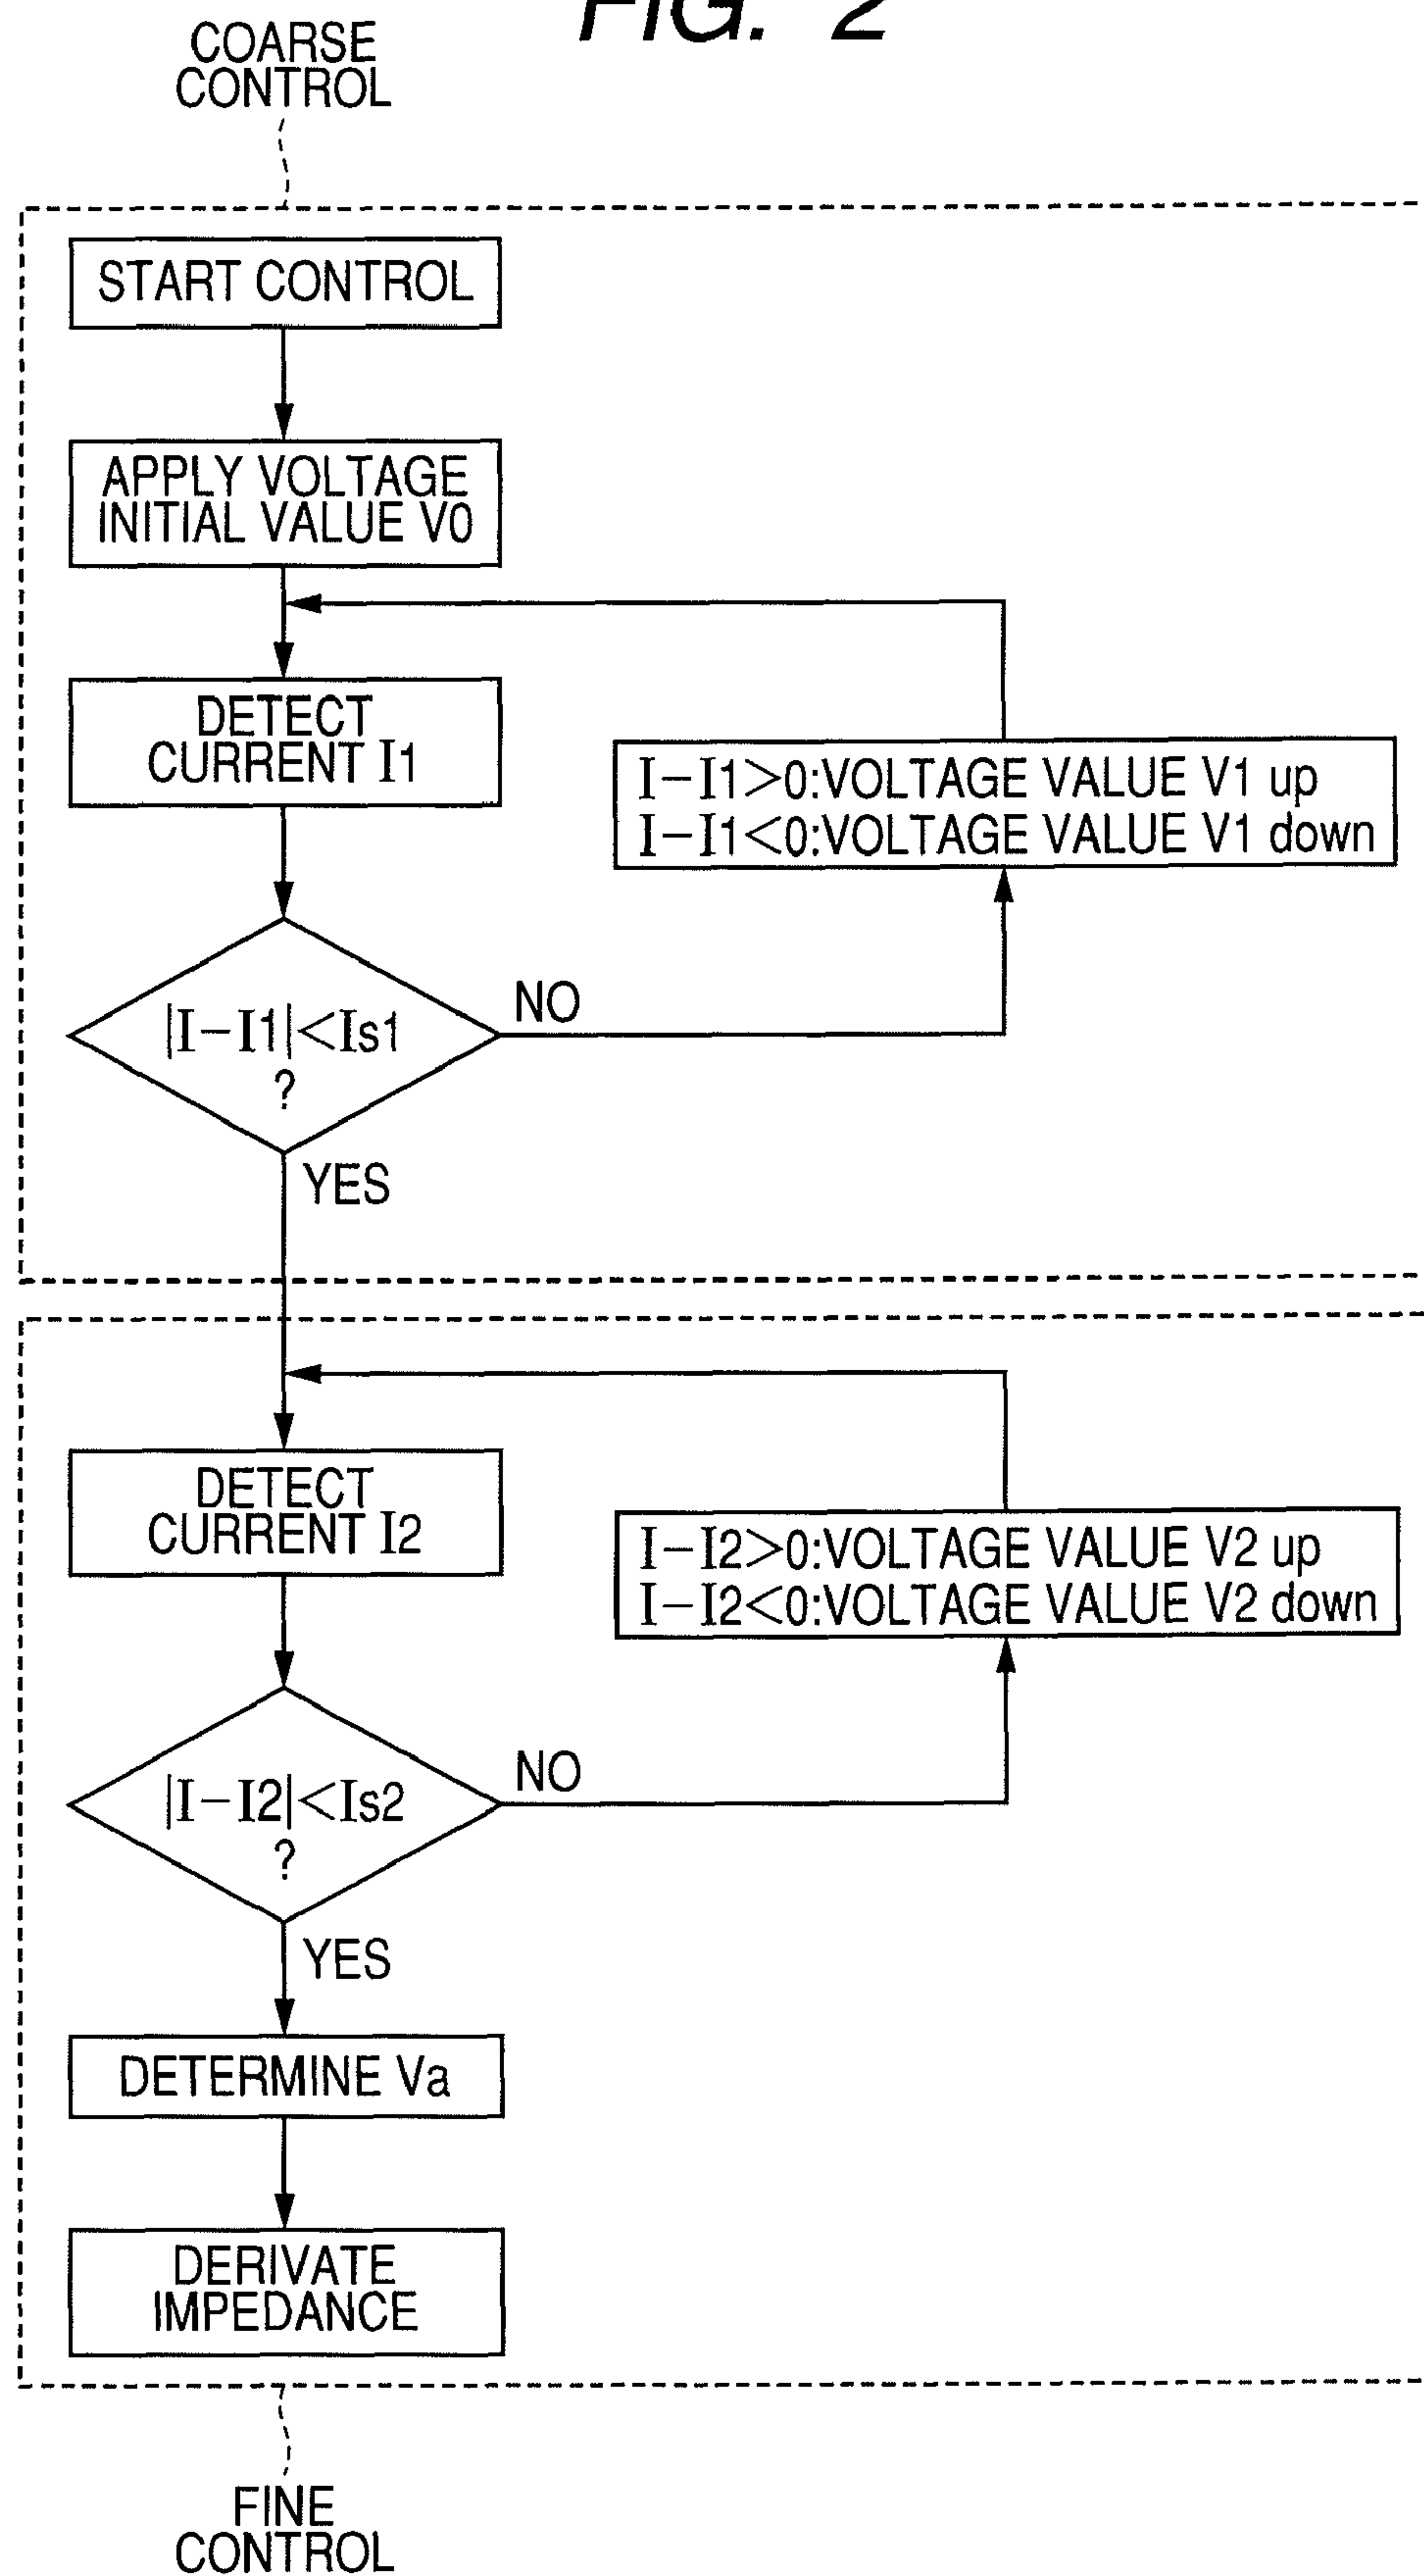 FIG. 2
COARSE
CONTROL
START CONTROL
APPLY VOLTAGE
INITIAL VALUE V0
DETECT
CURRENT I1
I-I1>0:VOLTAGE VALUE V1 up
I-I1<0:VOLTAGE VALUE V1 down
|I-I1|<Is1
?
NO
YES
DETECT
CURRENT I2
I-I2>0:VOLTAGE VALUE V2 up
I-I2<0:VOLTAGE VALUE V2 down
|I-I2|<Is2
?
NO
YES
DETERMINE Va
DERIVATE
IMPEDANCE
FINE
CONTROL